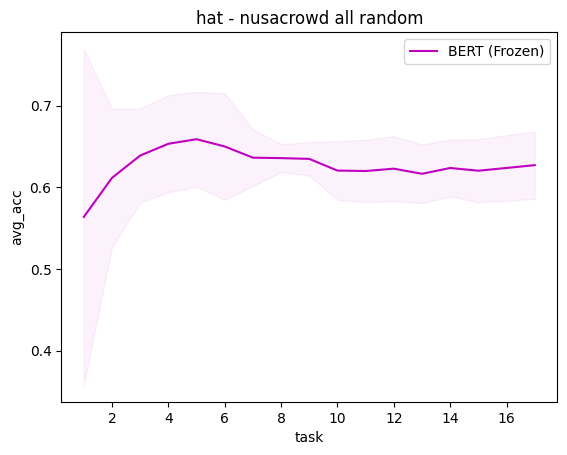 hat - nusacrowd all random
BERT (Frozen)
avg_acc
0.7
0.6
0.5
0.4
2 4 6 8 10 12 14 16
task